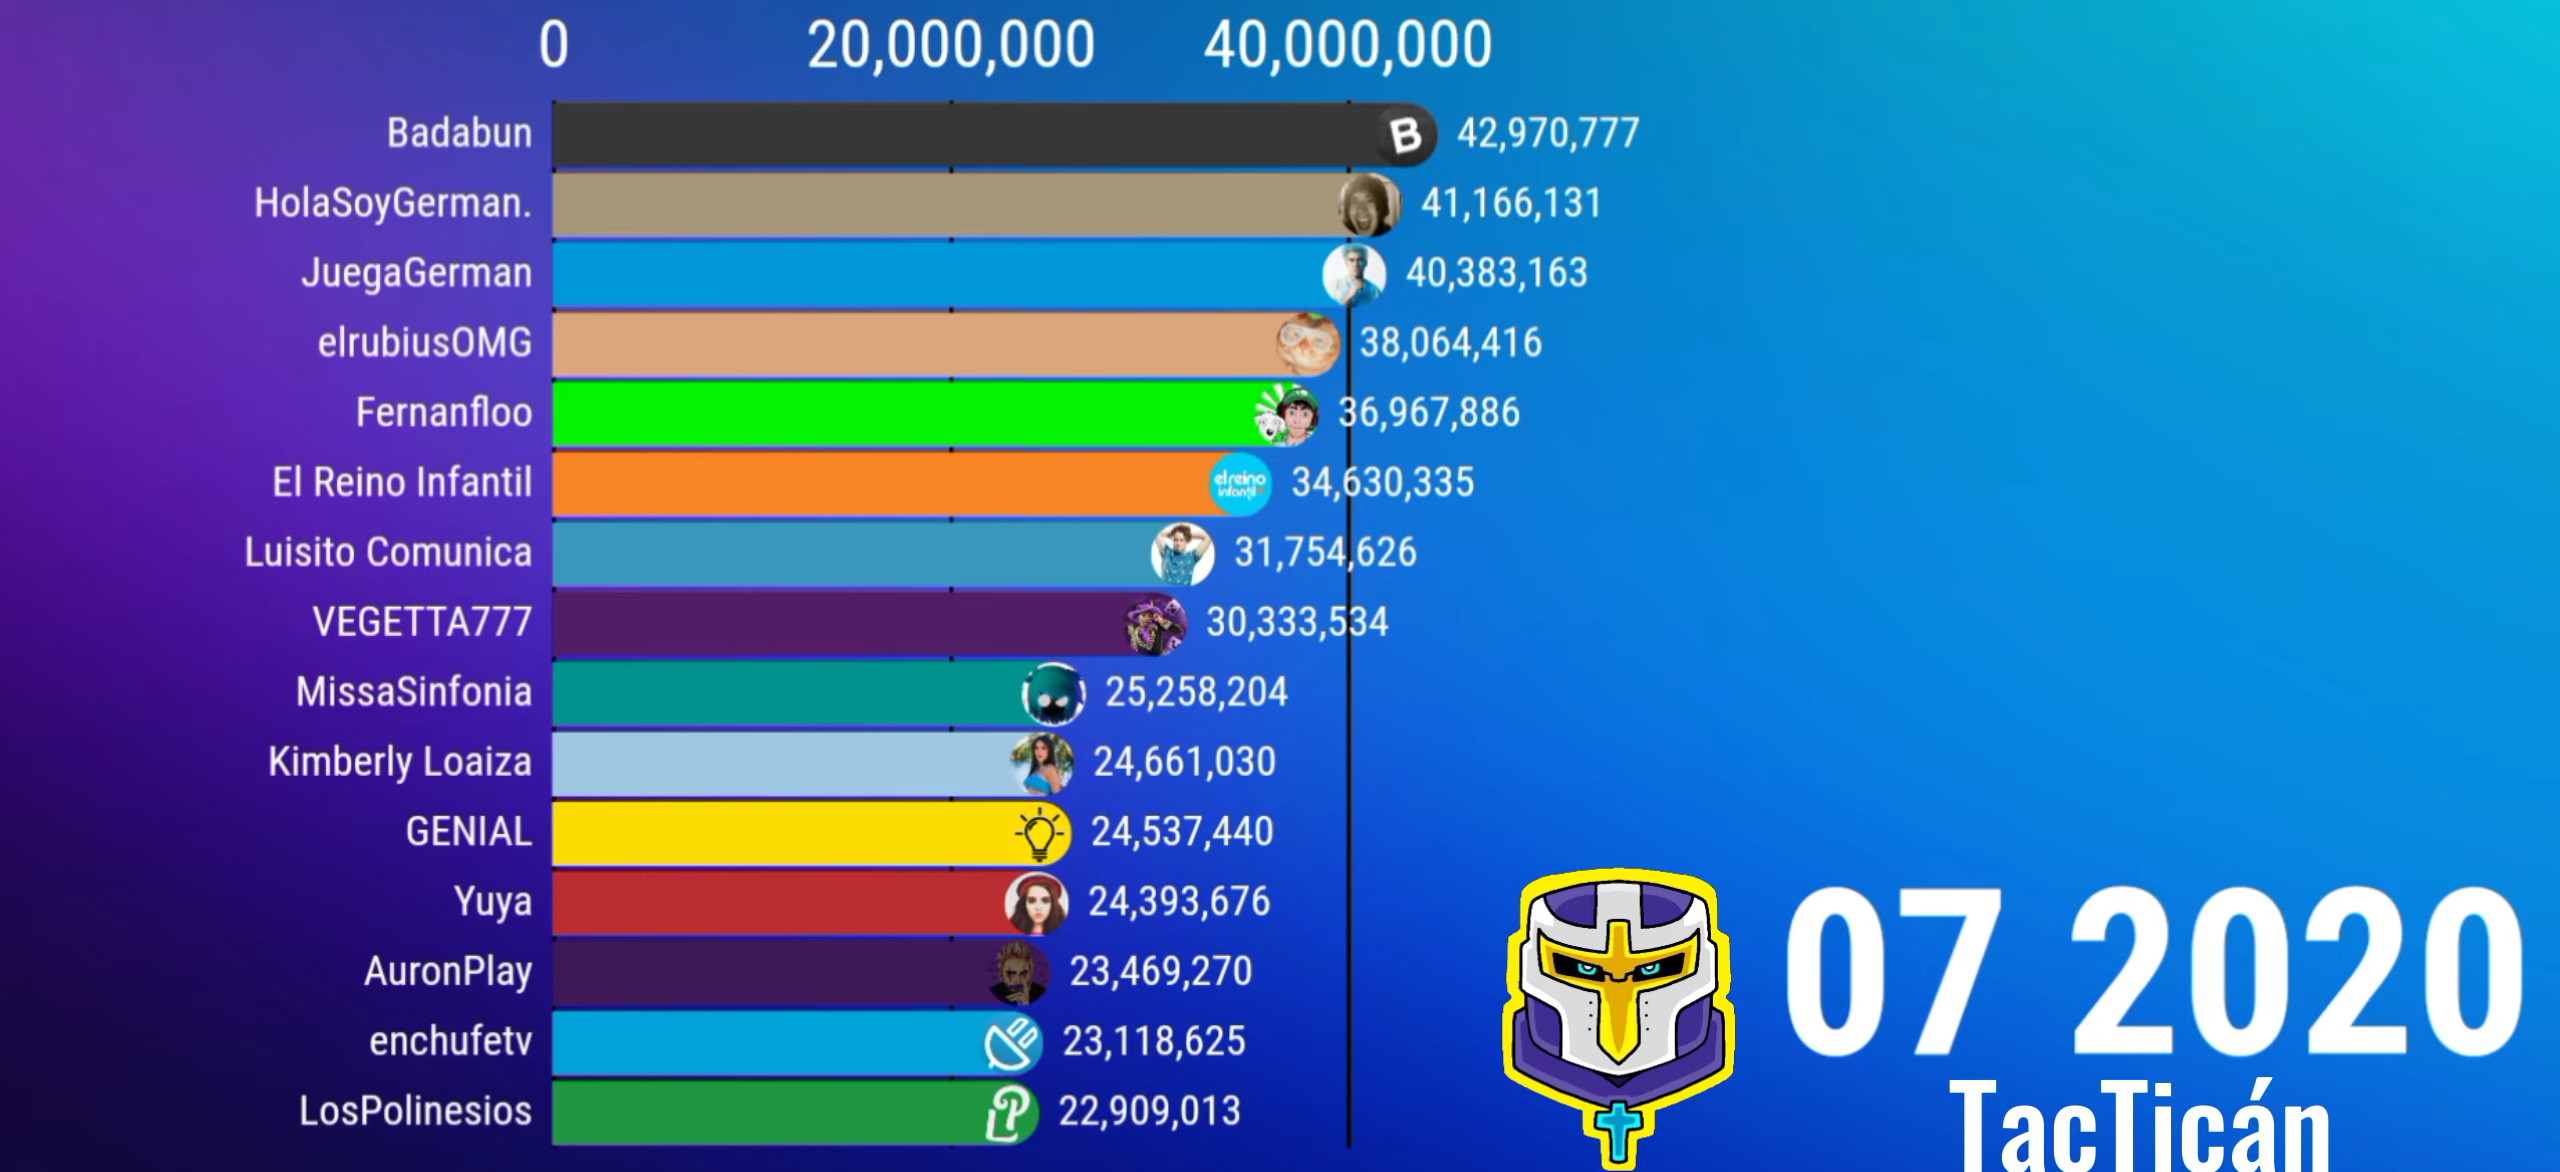 0 20,000,000 40,000,000
Badabun 42,970,777
HolaSoyGerman. 41,166,131
JuegaGerman 40,383,163
elrubiusOMG 38,064,416
Fernanfloo 36,967,886
El Reino Infantil el reino infantil 34,630,335
Luisito Comunica 31,754,626
VEGETTA777 30,333,534
MissaSinfonia 25,258,204
Kimberly Loaiza 24,661,030
GENIAL 24,537,440
Yuya 24,393,676
AuronPlay 23,469,270
enchufetv 23,118,625
LosPolinesios 22,909,013
07 2020
TacTicán